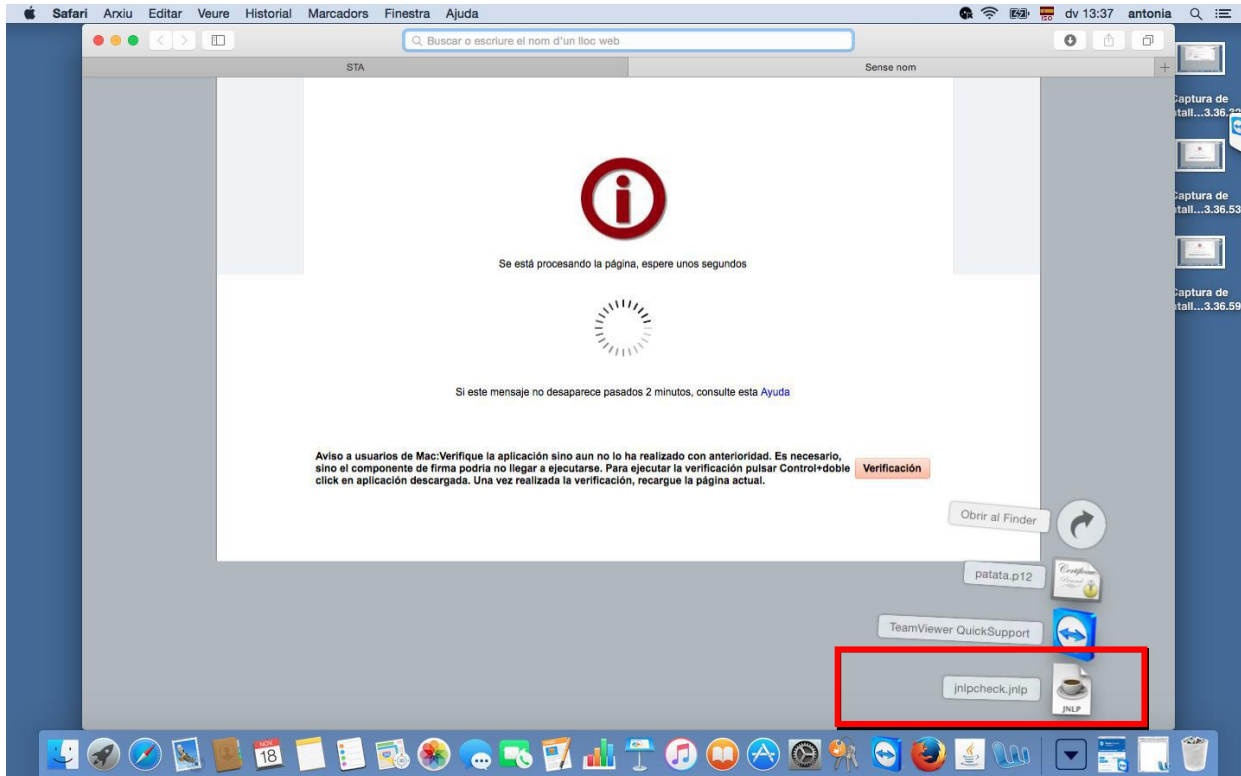 Safari Arxiu Editar Veure Historial Marcadors Finestra Ajuda
ISO dv 13:37 antonia
Buscar o escriure el nom d'un lloc web
STA Sense nom
Captura de
Captura de
Captura de
Se está procesando la página, espere unos segundos
Si este mensaje no desaparece pasados 2 minutos, consulte esta Ayuda
Aviso a usuarios de Mac:Verifique la aplicación sino aun no lo ha realizado con anterioridad. Es necesario,
sino el componente de firma podria no llegar a ejecutarse. Para ejecutar la verificación pulsar Control+doble
click en aplicación descargada. Una vez realizada la verificación, recargue la página actual.
Verificación
Obrir al Finder
patata.p12
TeamViewer QuickSupport
jnlpcheck.jnlp
JNLP
NOV
18